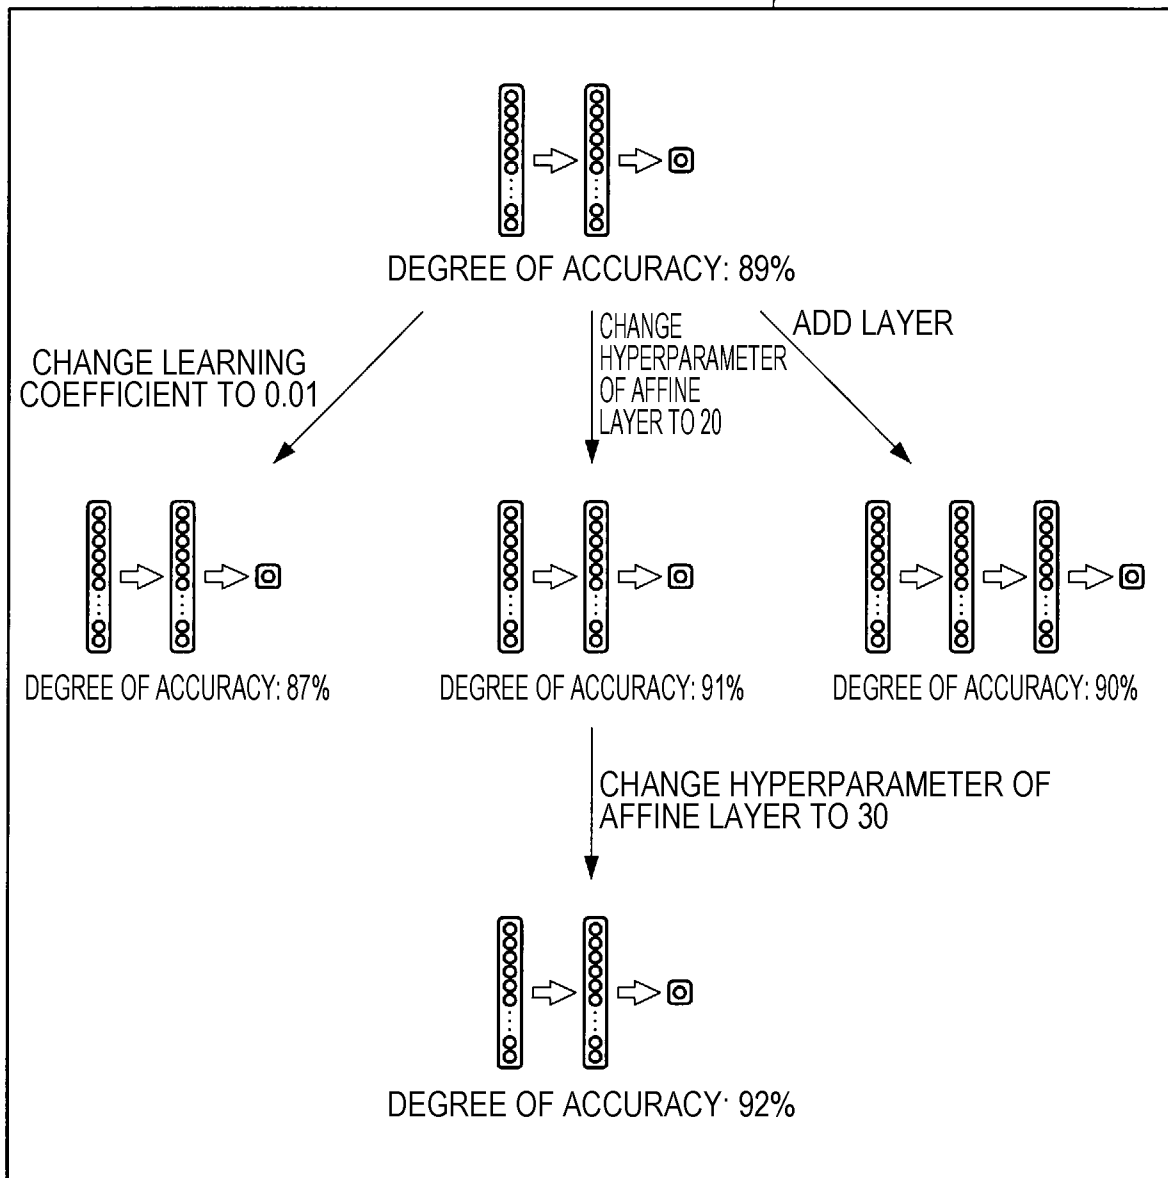 DEGREE OF ACCURACY: 89%
CHANGE LEARNING
COEFFICIENT TO 0.01
CHANGE
HYPERPARAMETER
OF AFFINE
LAYER TO 20
ADD LAYER
DEGREE OF ACCURACY: 87%
DEGREE OF ACCURACY: 91%
DEGREE OF ACCURACY: 90%
CHANGE HYPERPARAMETER OF
AFFINE LAYER TO 30
DEGREE OF ACCURACY: 92%